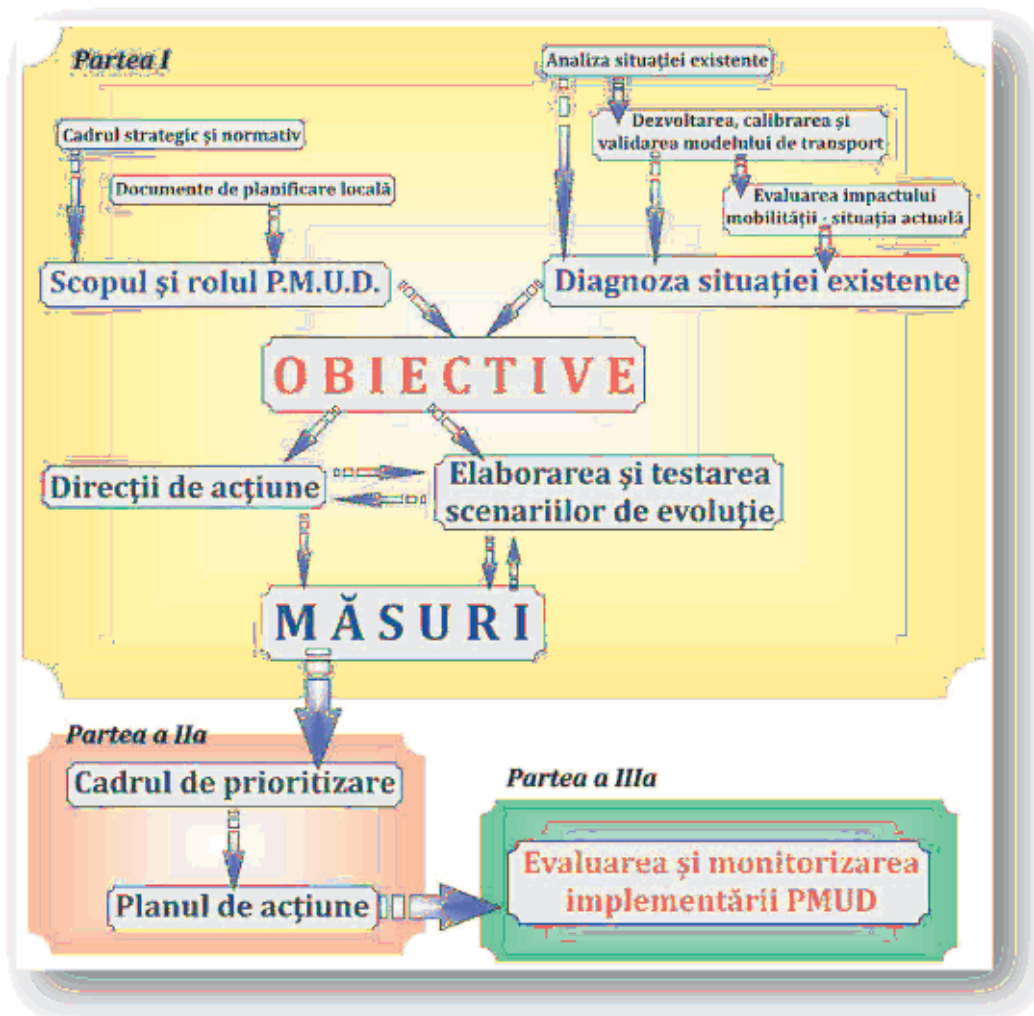 Partea I
Analiza situației existente
Cadrul strategic și normativ
Dezvoltarea, calibrarea și
validarea modelului de transport
Documente de planificare locală
Evaluarea impactului
mobilității - situația actuală
Scopul și rolul P.M.U.D.
Diagnoza situației existente
OBIECTIVE
Direcții de acțiune
Elaborarea și testarea
scenariilor de evoluție
MĂSURI
Partea a IIa
Cadrul de prioritizare
Planul de acțiune
Partea a IIIa
Evaluarea și monitorizarea
implementării PMUD